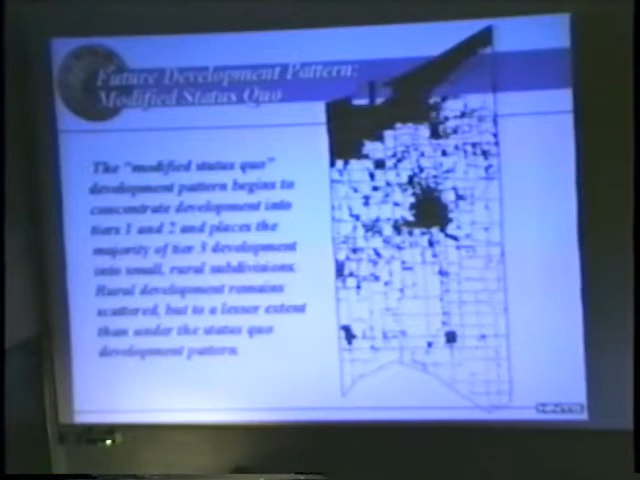 Future Development Pattern:
Modified Status Quo
The "modified status quo"
development pattern begins to
concentrate development into
tiers 1 and 2 and places the
majority of tier 3 development
into small, rural subdivisions.
Rural development remains
scattered, but to a lesser extent
than under the status quo
development pattern.
HNTB